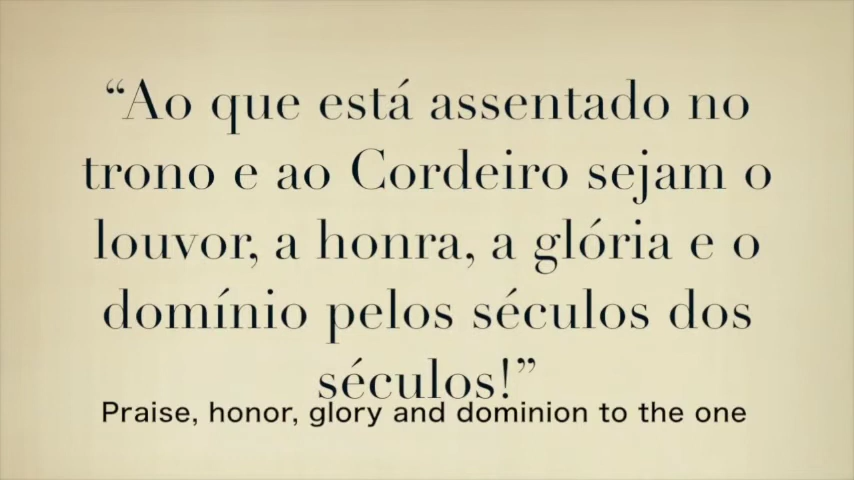 “Ao que está assentado no
trono e ao Cordeiro sejam o
louvor, a honra, a glória e o
domínio pelos séculos dos
séculos!”
Praise, honor, glory and dominion to the one